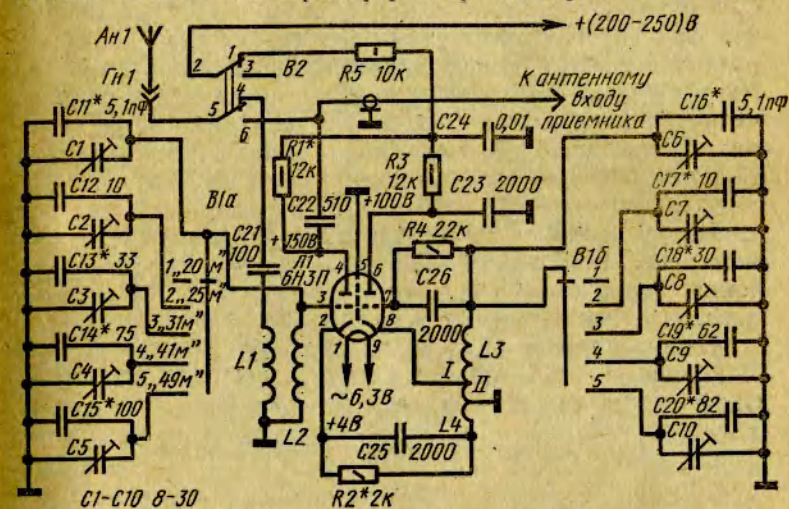 +(200-250)В
Ан1
Гн1
1
2
3
В2
4
5
6
R5 10к
К антенному
входу
приемника
С24
0,01
С11* 5,1пФ
С1
С12 10
С2
В1а
С13* 33
С3
С14* 75
С4
С15*100
С5
1„20 м"
2„25м"
3„31м"
4„41м"
5„49м"
R1*
12к
С22 510
С21
100
+150В
Л1
6Н3П
R3
12к
+100В
С23 2000
R4 22к
С26
2000
4
5
6
3
7
2
8
1
9
L1
L2
~6,3В
+4В
С25
2000
R2*2к
L3
I
II
L4
В1б
1
2
3
4
5
С16*
5,1пФ
С6
С17* 10
С7
С18*30
С8
С19* 62
С9
С20*82
С10
С1-С10 8-30